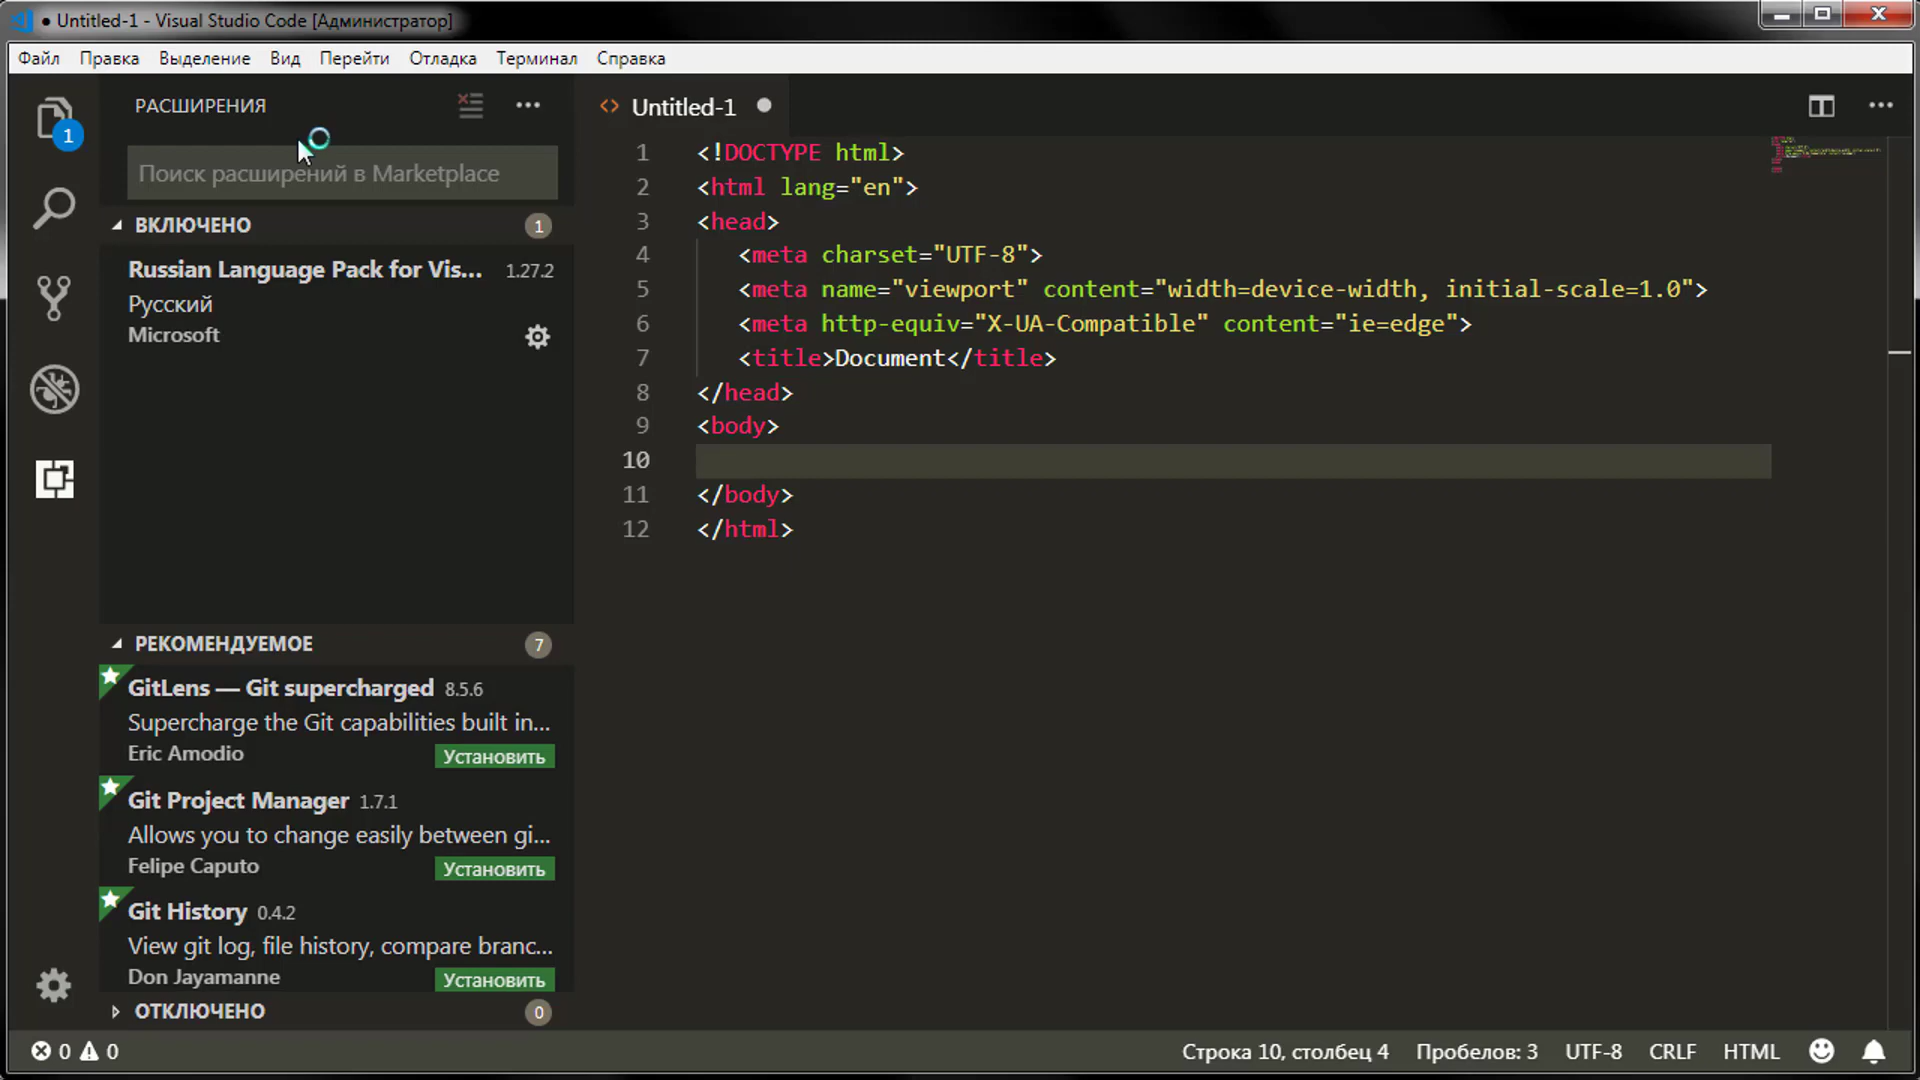 ● Untitled-1 - Visual Studio Code [Администратор]
Файл Правка Выделение Вид Перейти Отладка Терминал Справка
1
РАСШИРЕНИЯ
Поиск расширений в Marketplace
ВКЛЮЧЕНО 1
Russian Language Pack for Vis... 1.27.2
Русский
Microsoft
РЕКОМЕНДУЕМОЕ 7
GitLens — Git supercharged 8.5.6
Supercharge the Git capabilities built in...
Eric Amodio Установить
Git Project Manager 1.7.1
Allows you to change easily between gi...
Felipe Caputo Установить
Git History 0.4.2
View git log, file history, compare branc...
Don Jayamanne Установить
ОТКЛЮЧЕНО 0
<> Untitled-1 ●
1 <!DOCTYPE html>
2 <html lang="en">
3 <head>
4 <meta charset="UTF-8">
5 <meta name="viewport" content="width=device-width, initial-scale=1.0">
6 <meta http-equiv="X-UA-Compatible" content="ie=edge">
7 <title>Document</title>
8 </head>
9 <body>
10
11 </body>
12 </html>
0 0 Строка 10, столбец 4 Пробелов: 3 UTF-8 CRLF HTML